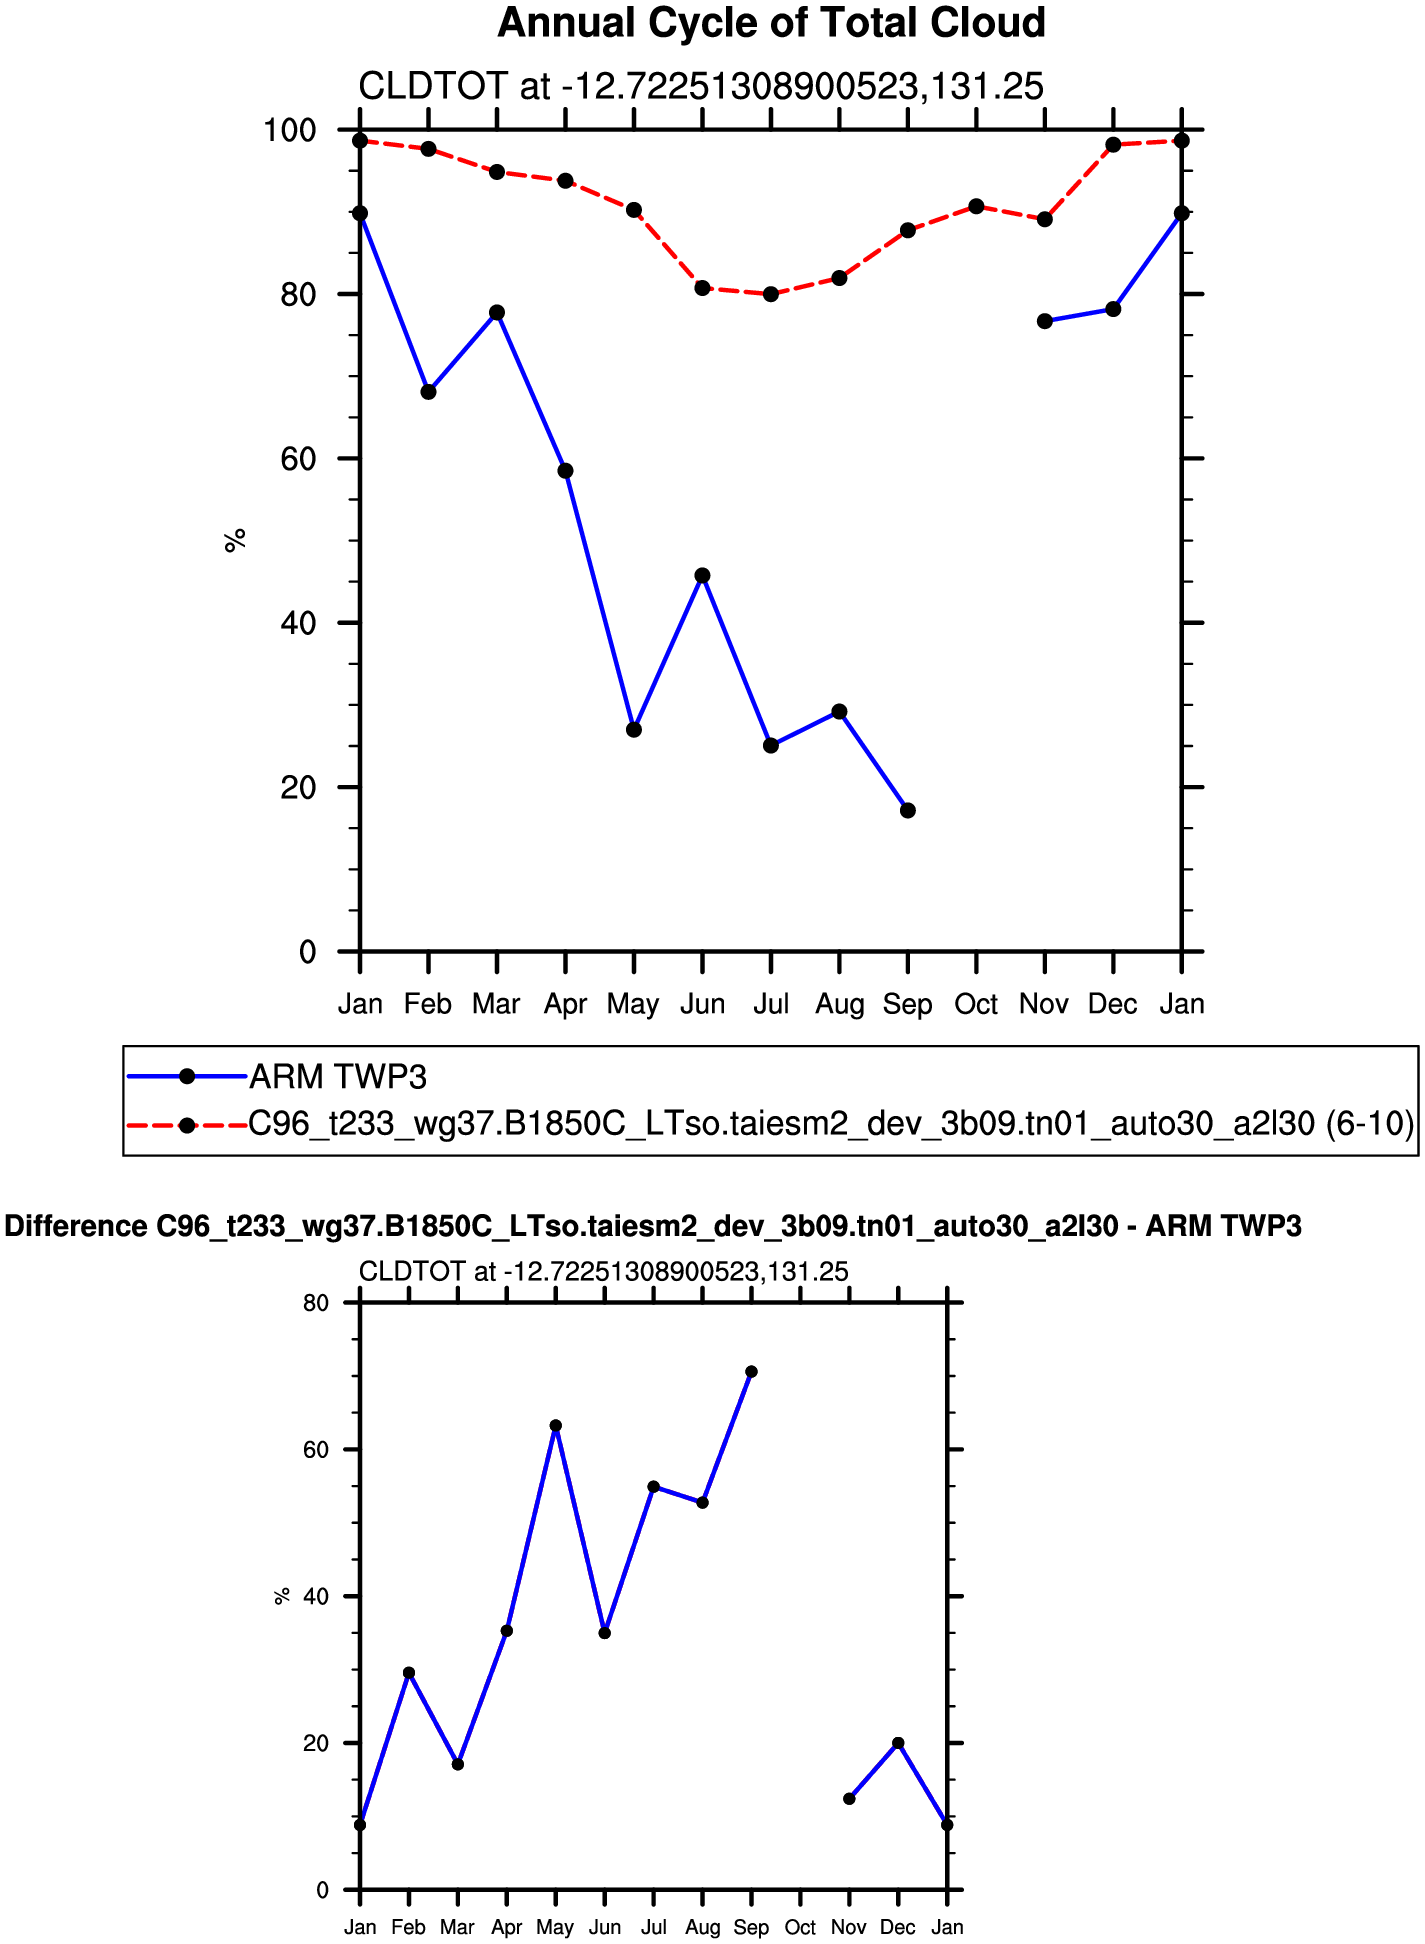 Annual Cycle of Total Cloud
CLDTOT at -12.72251308900523,131.25
100
80
60
40
20
0
%
Jan Feb Mar Apr May Jun Jul Aug Sep Oct Nov Dec Jan
ARM TWP3
C96_t233_wg37.B1850C_LTso.taiesm2_dev_3b09.tn01_auto30_a2l30 (6-10)
Difference C96_t233_wg37.B1850C_LTso.taiesm2_dev_3b09.tn01_auto30_a2l30 - ARM TWP3
CLDTOT at -12.72251308900523,131.25
80
60
40
20
0
%
Jan Feb Mar Apr May Jun Jul Aug Sep Oct Nov Dec Jan